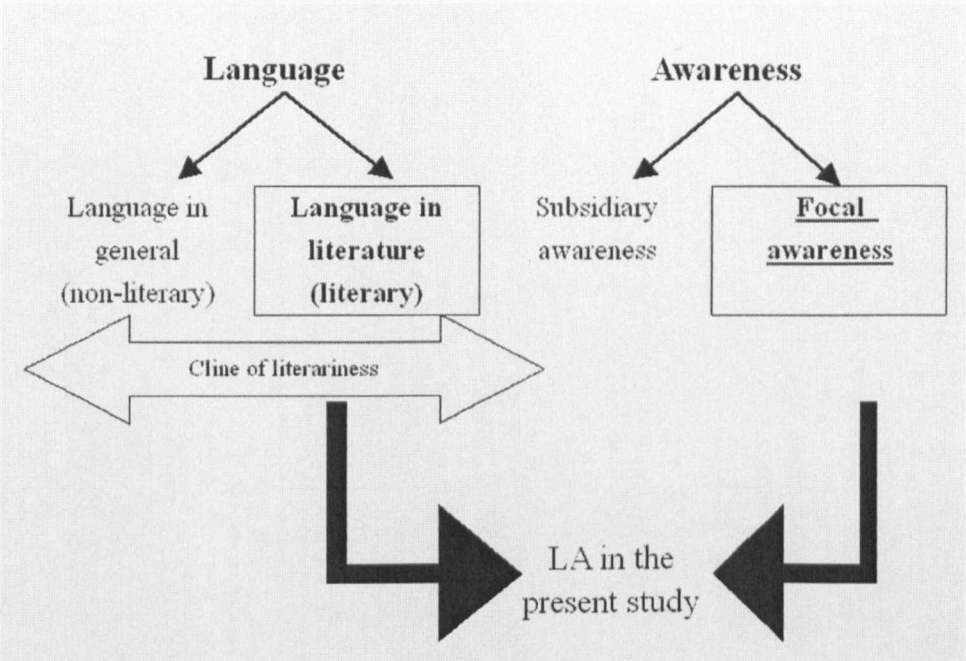 Language
Awareness
Language in
general
(non-literary)
Language in
literature
(literary)
Subsidiary
awareness
Focal
awareness
Cline of literariness
LA in the
present study